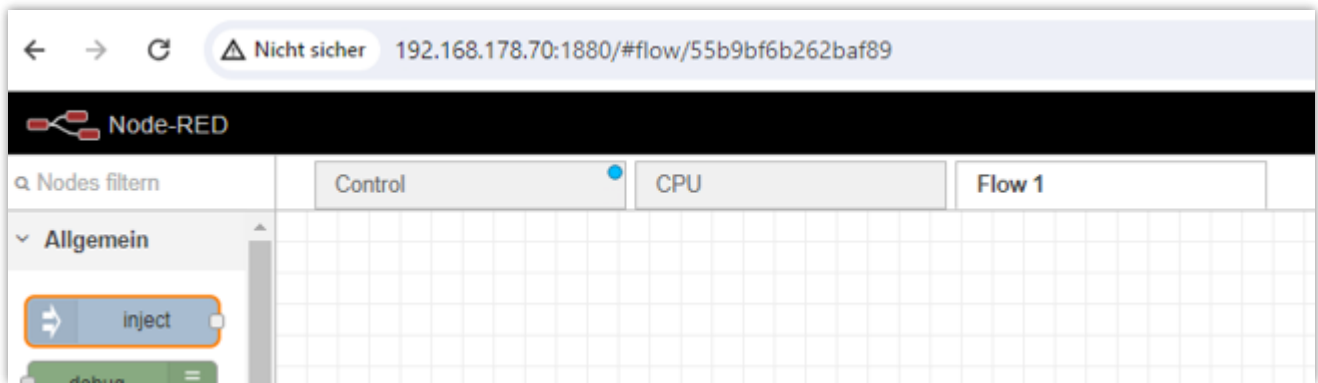 Nicht sicher 192.168.178.70:1880/#flow/55b9bf6b262baf89
Node-RED
Nodes filtern
Control CPU Flow 1
Allgemein
inject
debug